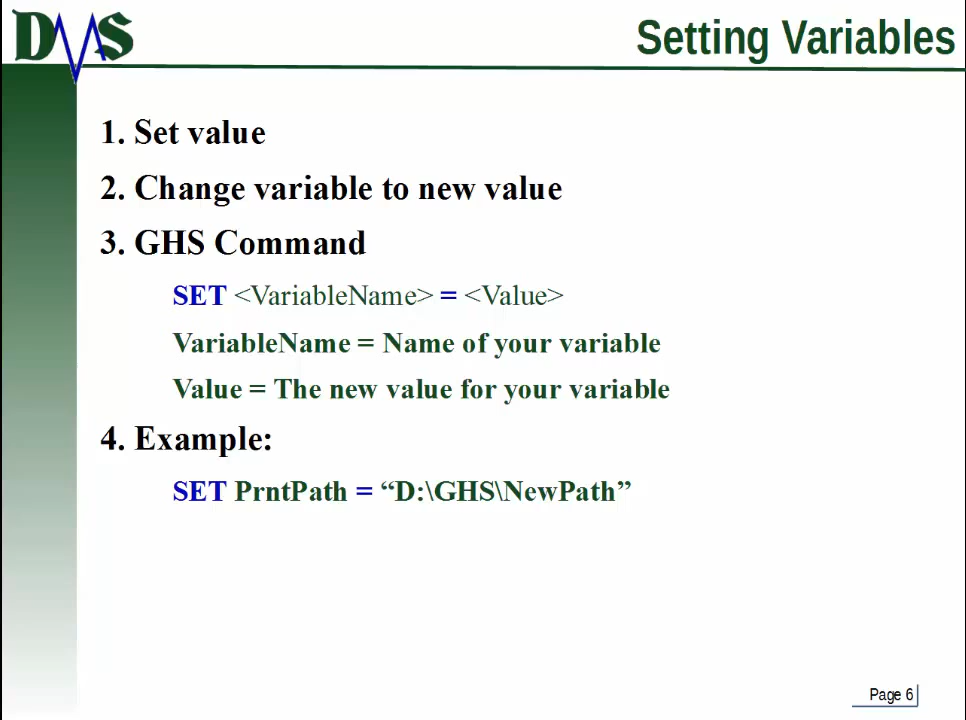 DMS
Setting Variables
1. Set value
2. Change variable to new value
3. GHS Command
SET <VariableName> = <Value>
VariableName = Name of your variable
Value = The new value for your variable
4. Example:
SET PrntPath = “D:\GHS\NewPath”
Page 6